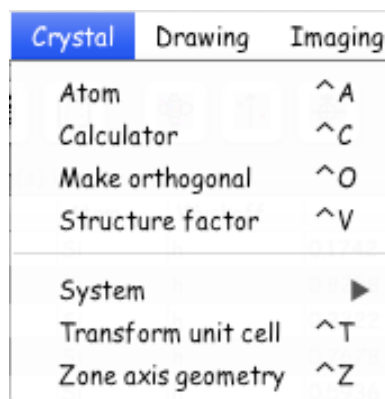 Crystal Drawing Imaging
Atom ^A
Calculator ^C
Make orthogonal ^O
Structure factor ^V
System ▶
Transform unit cell ^T
Zone axis geometry ^Z